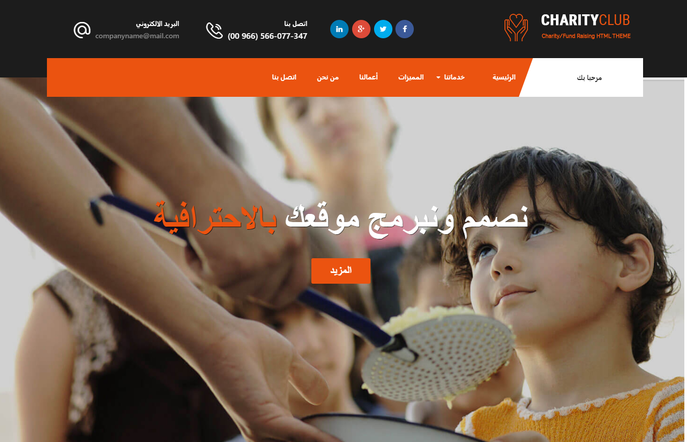 CHARITYCLUB
Charity/Fund Raising HTML THEME
اتصل بنا
(00 966) 566-077-347
البريد الالكتروني
companyname@mail.com
مرحبا بك
الرئيسية خدماتنا المميزات أعمالنا من نحن اتصل بنا
نصمم ونبرمج موقعك بالاحترافية
المزيد